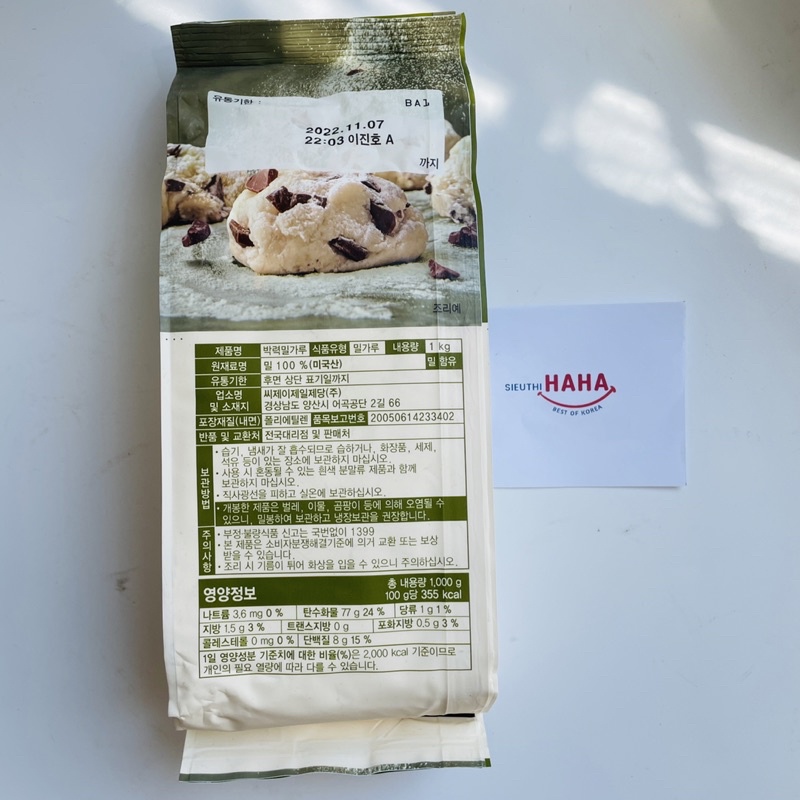 유통기한 :
BA1
2022.11.07
22:03 이진호 A
까지
조리예
제품명 박력밀가루 식품유형 밀가루 내용량 1 kg
원재료명 밀 100 %(미국산) 밀 함유
유통기한 후면 상단 표기일까지
업소명 및 소재지 씨제이제일제당(주)
경상남도 양산시 어곡공단 2길 66
포장재질(내면) 폴리에틸렌 품목보고번호 20050614233402
반품 및 교환처 전국대리점 및 판매처
보관방법
· 습기, 냄새가 잘 흡수되므로 습하거나, 화장품, 세제,
석유 등이 있는 장소에 보관하지 마십시오.
· 사용 시 혼동될 수 있는 흰색 분말류 제품과 함께
보관하지 마십시오.
· 직사광선을 피하고 실온에 보관하십시오.
· 개봉한 제품은 벌레, 이물, 곰팡이 등에 의해 오염될 수
있으니, 밀봉하여 보관하고 냉장보관을 권장합니다.
주의사항
· 부정·불량식품 신고는 국번없이 1399
· 본 제품은 소비자분쟁해결기준에 의거 교환 또는 보상
받을 수 있습니다.
· 조리 시 기름이 튀어 화상을 입을 수 있으니 주의하십시오.
영양정보
총 내용량 1,000 g
100 g당 355 kcal
나트륨 3.6 mg 0 % 탄수화물 77 g 24 % 당류 1 g 1 %
지방 1.5 g 3 % 트랜스지방 0 g 포화지방 0.5 g 3 %
콜레스테롤 0 mg 0 % 단백질 8 g 15 %
1일 영양성분 기준치에 대한 비율(%)은 2,000 kcal 기준이므로
개인의 필요 열량에 따라 다를 수 있습니다.
SIEUTHI HAHA
BEST OF KOREA